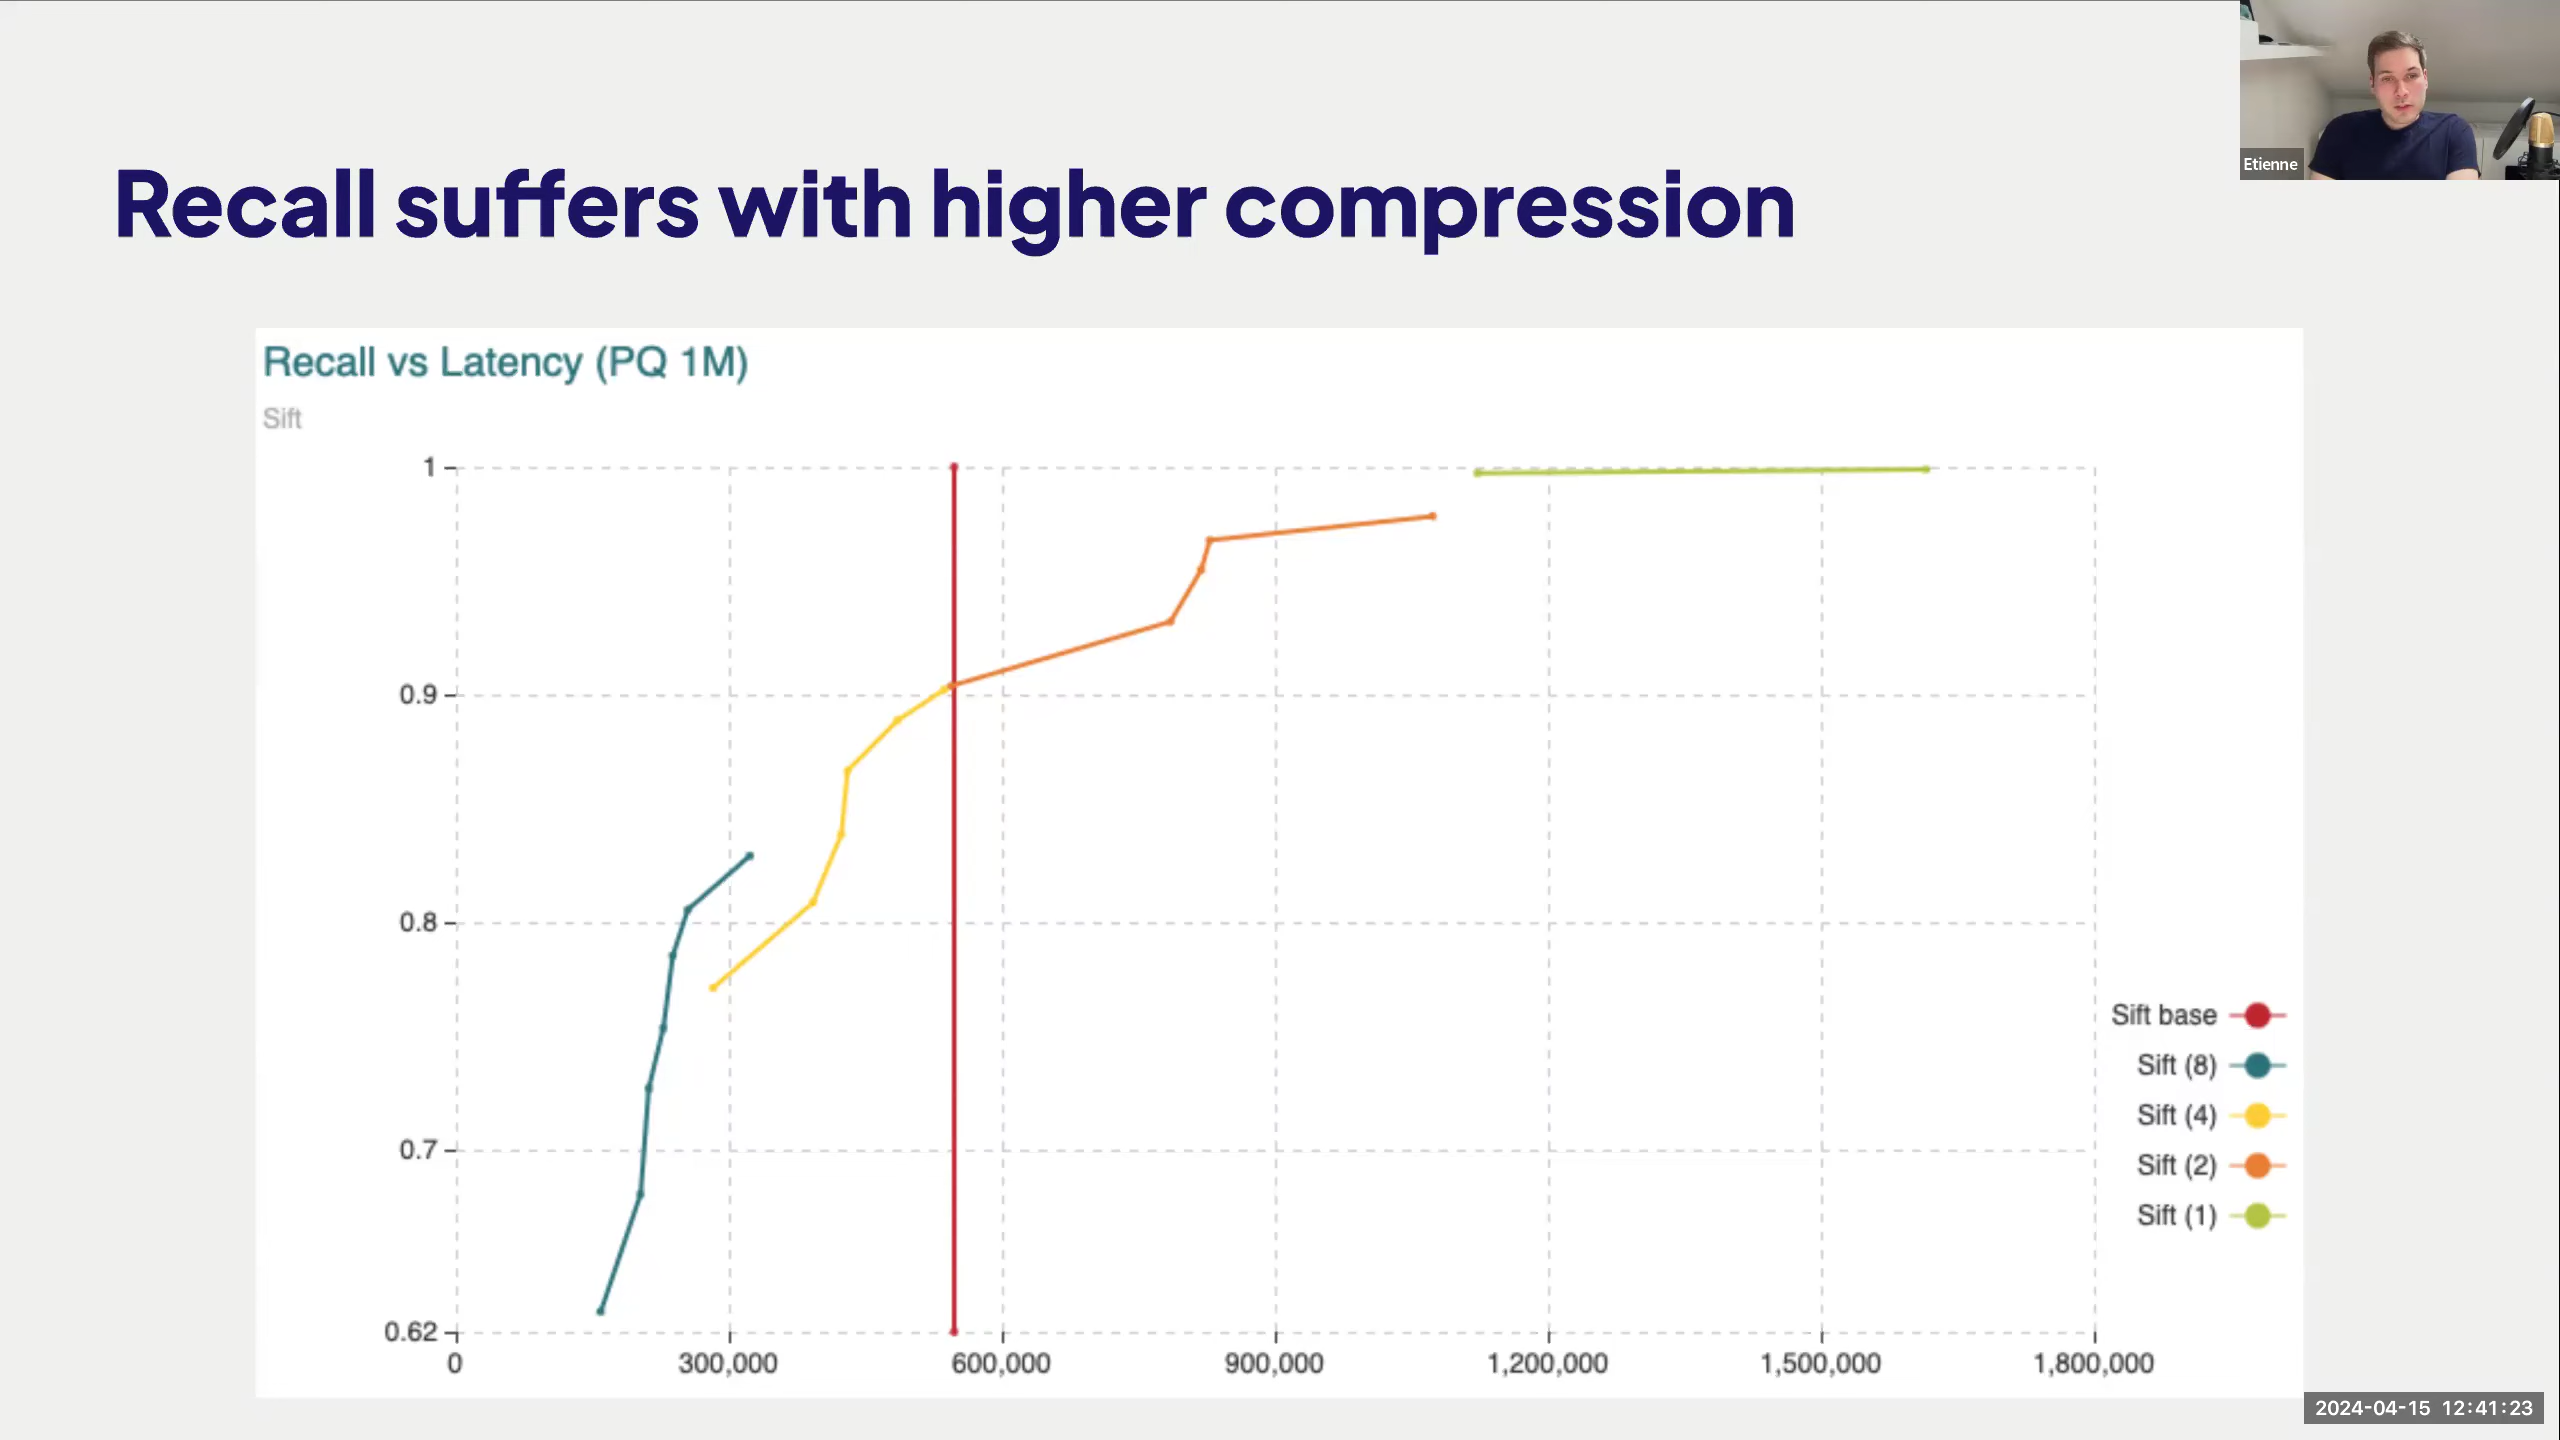 Etienne
Recall suffers with higher compression
Recall vs Latency (PQ 1M)
Sift
1
0.9
0.8
0.7
0.62
0
300,000
600,000
900,000
1,200,000
1,500,000
1,800,000
Sift base
Sift (8)
Sift (4)
Sift (2)
Sift (1)
2024-04-15 12:41:23